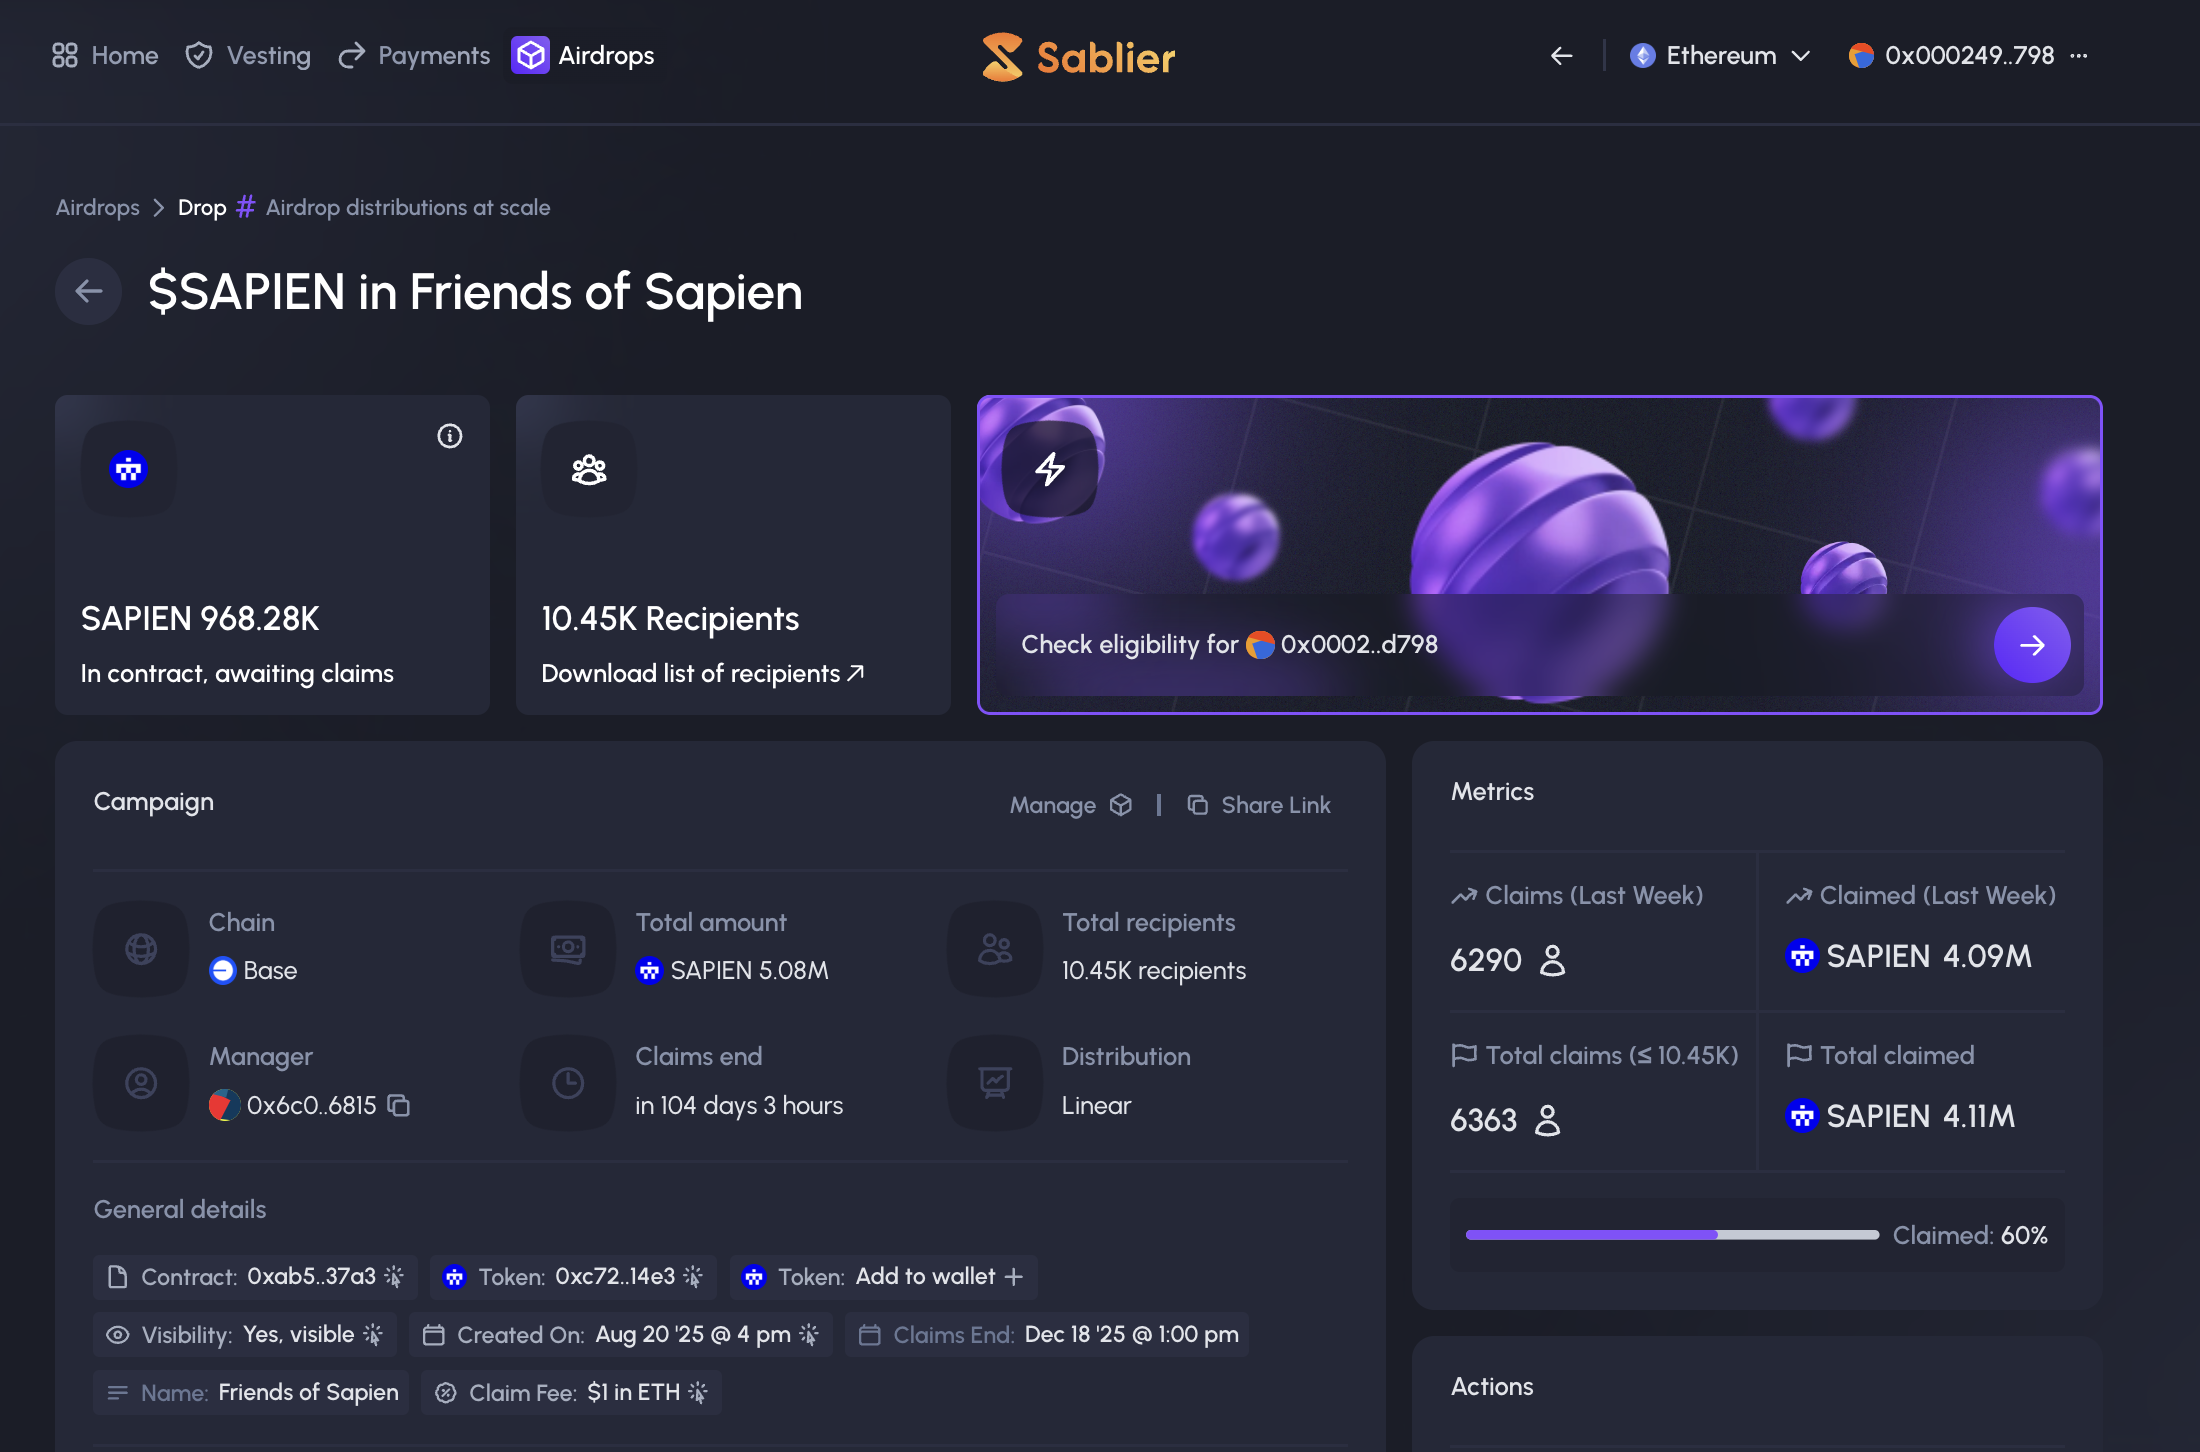 Home Vesting Payments Airdrops Sablier Ethereum 0x000249..798 ···
Airdrops > Drop # Airdrop distributions at scale
$SAPIEN in Friends of Sapien
SAPIEN 968.28K
In contract, awaiting claims
10.45K Recipients
Download list of recipients
Check eligibility for 0x0002..d798
Campaign
Manage | Share Link
Chain
Base
Total amount
SAPIEN 5.08M
Total recipients
10.45K recipients
Manager
0x6c0..6815
Claims end
in 104 days 3 hours
Distribution
Linear
General details
Contract: 0xab5..37a3
Token: 0xc72..14e3
Token: Add to wallet
Visibility: Yes, visible
Created On: Aug 20 '25 @ 4 pm
Claims End: Dec 18 '25 @ 1:00 pm
Name: Friends of Sapien
Claim Fee: $1 in ETH
Metrics
Claims (Last Week)
6290
Claimed (Last Week)
SAPIEN 4.09M
Total claims (≤ 10.45K)
6363
Total claimed
SAPIEN 4.11M
Claimed: 60%
Actions